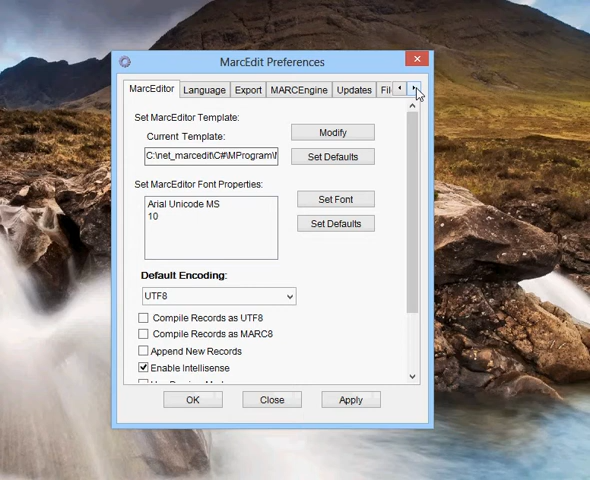 MarcEdit Preferences
MarcEditor Language Export MARCEngine Updates Fil
Set MarcEditor Template:
Current Template:
Modify
C:\net_marcedit\C#\MProgram\
Set Defaults
Set MarcEditor Font Properties:
Arial Unicode MS
10
Set Font
Set Defaults
Default Encoding:
UTF8
Compile Records as UTF8
Compile Records as MARC8
Append New Records
Enable Intellisense
OK Close Apply